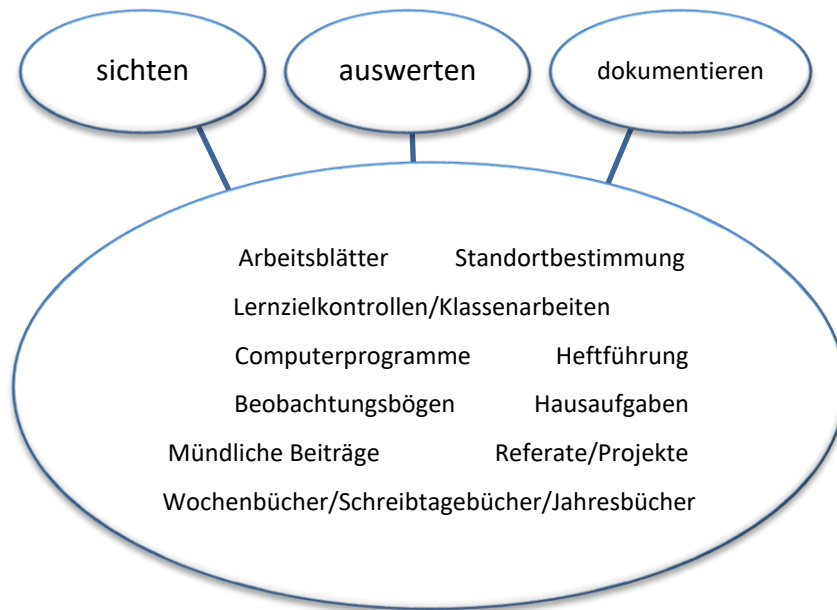 sichten auswerten dokumentieren
Arbeitsblätter Standortbestimmung
Lernzielkontrollen/Klassenarbeiten
Computerprogramme Heftführung
Beobachtungsbögen Hausaufgaben
Mündliche Beiträge Referate/Projekte
Wochenbücher/Schreibtagebücher/Jahresbücher